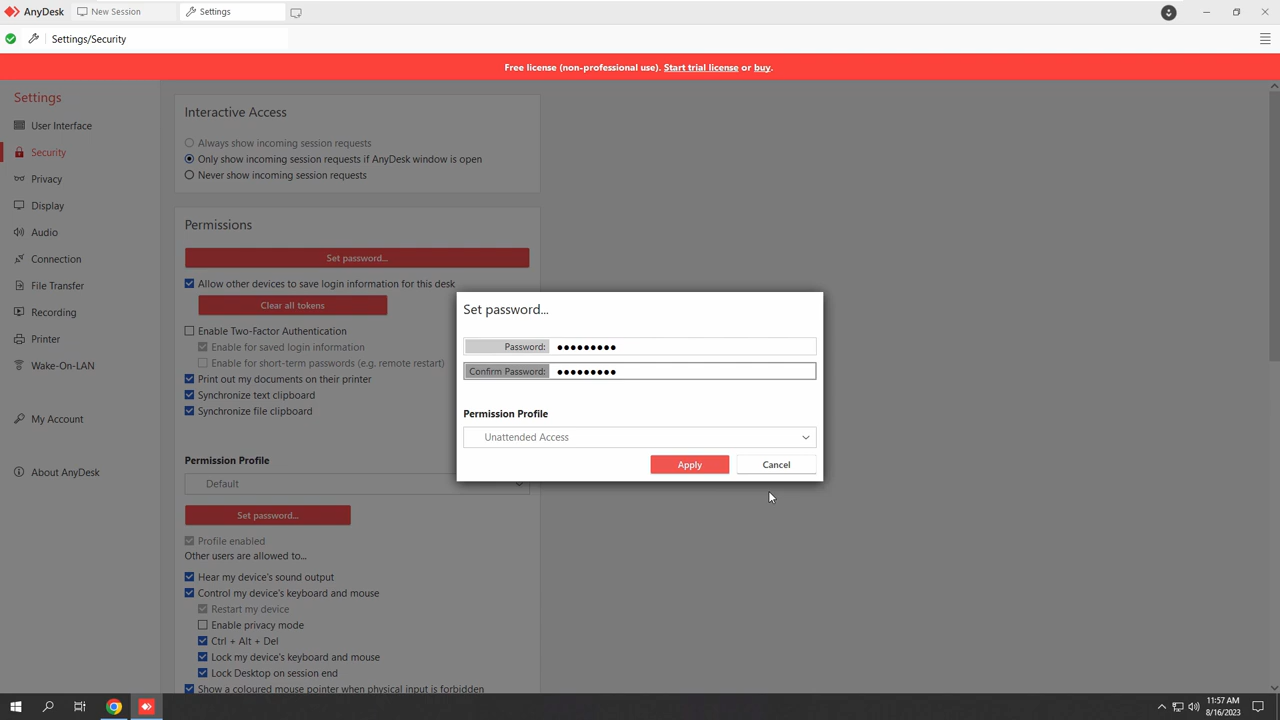 AnyDesk New Session Settings
Settings/Security
Free license (non-professional use). Start trial license or buy.
Settings
User Interface
Security
Privacy
Display
Audio
Connection
File Transfer
Recording
Printer
Wake-On-LAN
My Account
About AnyDesk
Interactive Access
Always show incoming session requests
Only show incoming session requests if AnyDesk window is open
Never show incoming session requests
Permissions
Set password...
Allow other devices to save login information for this desk
Clear all tokens
Enable Two-Factor Authentication
Enable for saved login information
Enable for short-term passwords (e.g. remote restart)
Print out my documents on their printer
Synchronize text clipboard
Synchronize file clipboard
Permission Profile
Default
Set password...
Profile enabled
Other users are allowed to...
Hear my device's sound output
Control my device's keyboard and mouse
Restart my device
Enable privacy mode
Ctrl + Alt + Del
Lock my device's keyboard and mouse
Lock Desktop on session end
Show a coloured mouse pointer when physical input is forbidden
Set password...
Password: ●●●●●●●●●
Confirm Password: ●●●●●●●●●
Permission Profile
Unattended Access
Apply Cancel
11:57 AM
8/16/2023